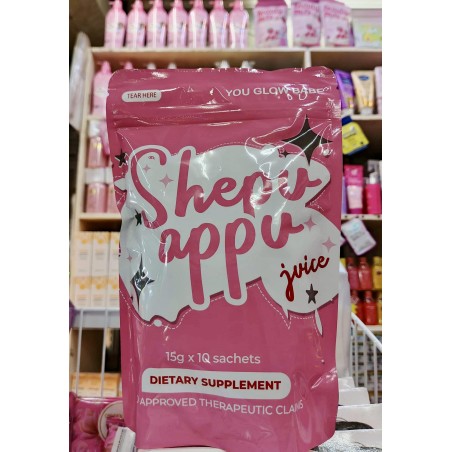 TEAR HERE
YOU GLOW BABE
Shepu
appu
juice
15g x 10 sachets
DIETARY SUPPLEMENT
APPROVED THERAPEUTIC CLAIMS